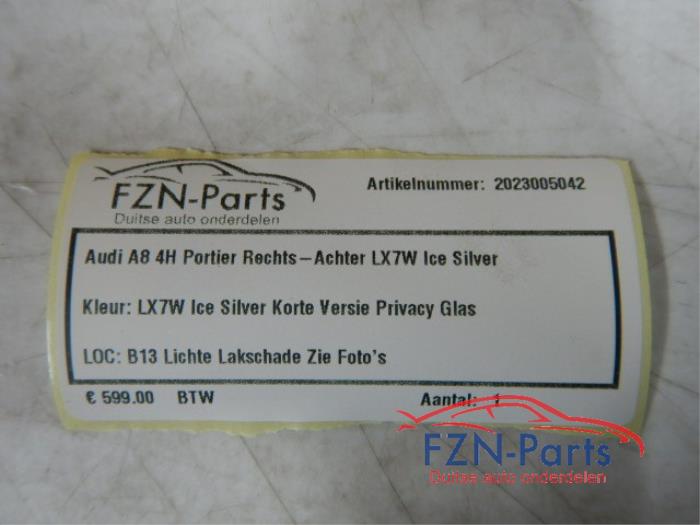 FZN-Parts
Duitse auto onderdelen
Artikelnummer: 2023005042
Audi A8 4H Portier Rechts-Achter LX7W Ice Silver
Kleur: LX7W Ice Silver Korte Versie Privacy Glas
LOC: B13 Lichte Lakschade Zie Foto's
€ 599.00 BTW
Aantal: 1
FZN-Parts
Duitse auto onderdelen